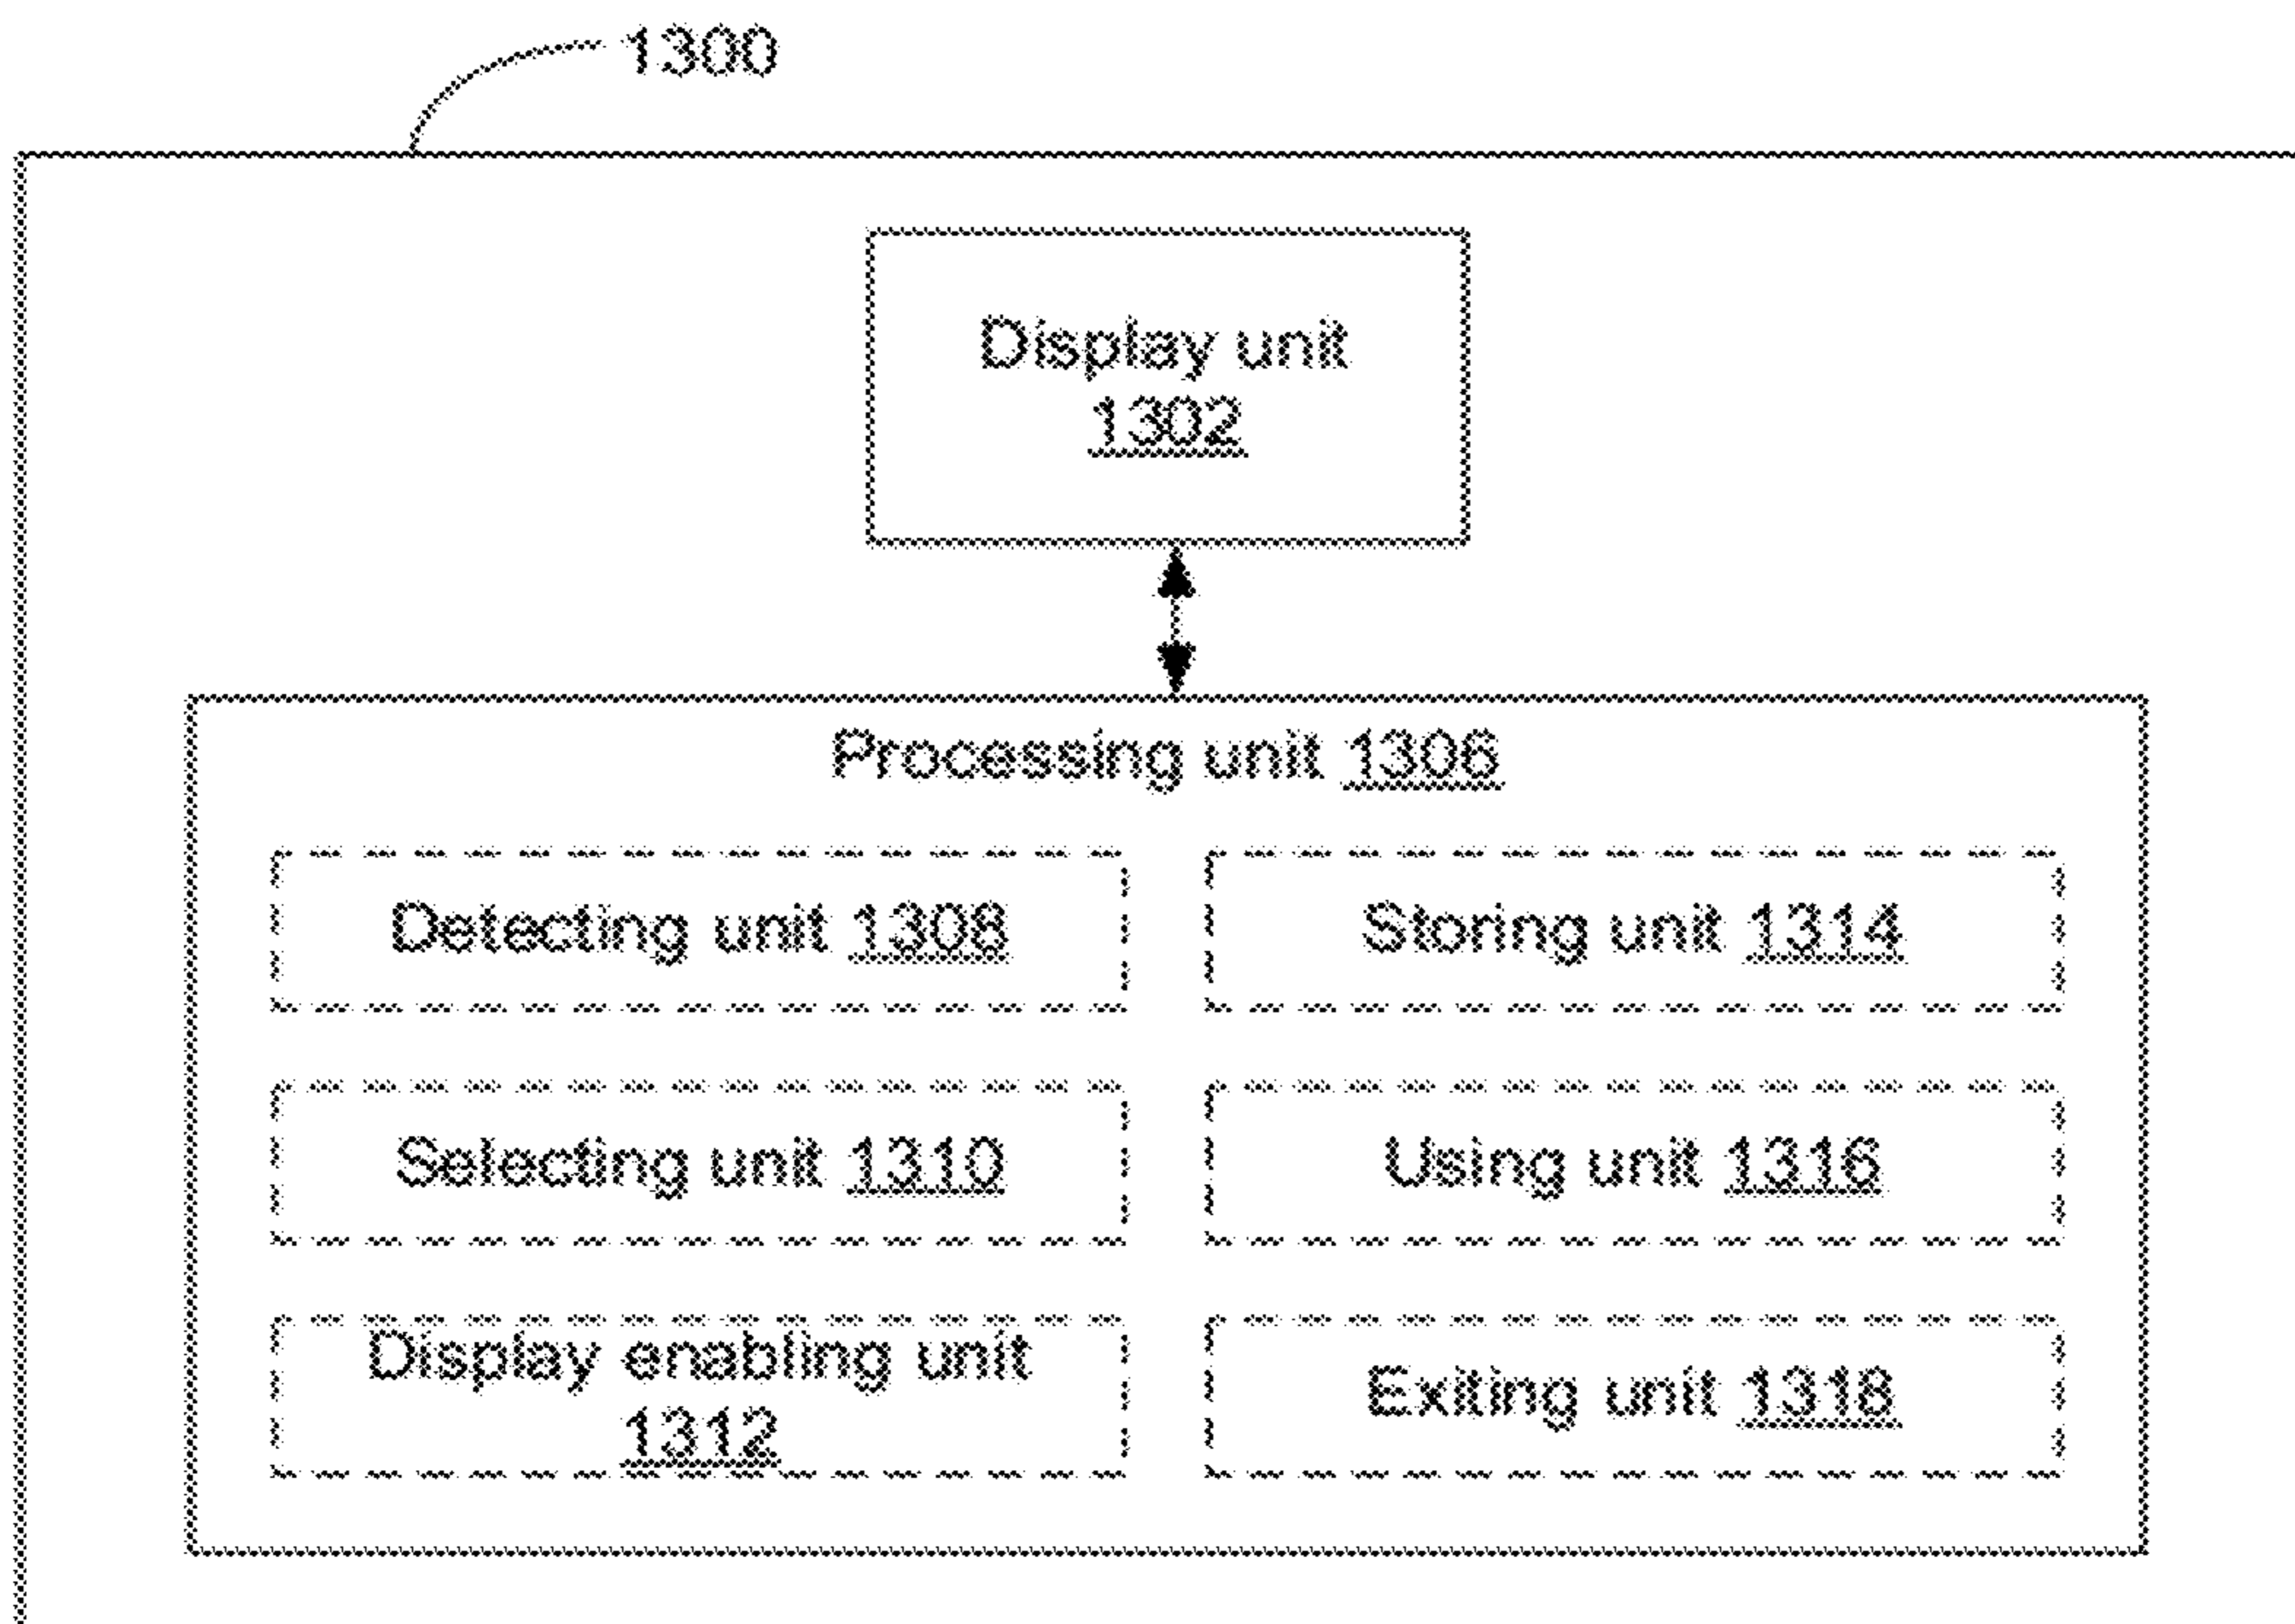 1300
Display unit
1302
Processing unit 1306
Detecting unit 1308
Storing unit 1314
Selecting unit 1310
Using unit 1316
Display enabling unit
1312
Exiting unit 1318